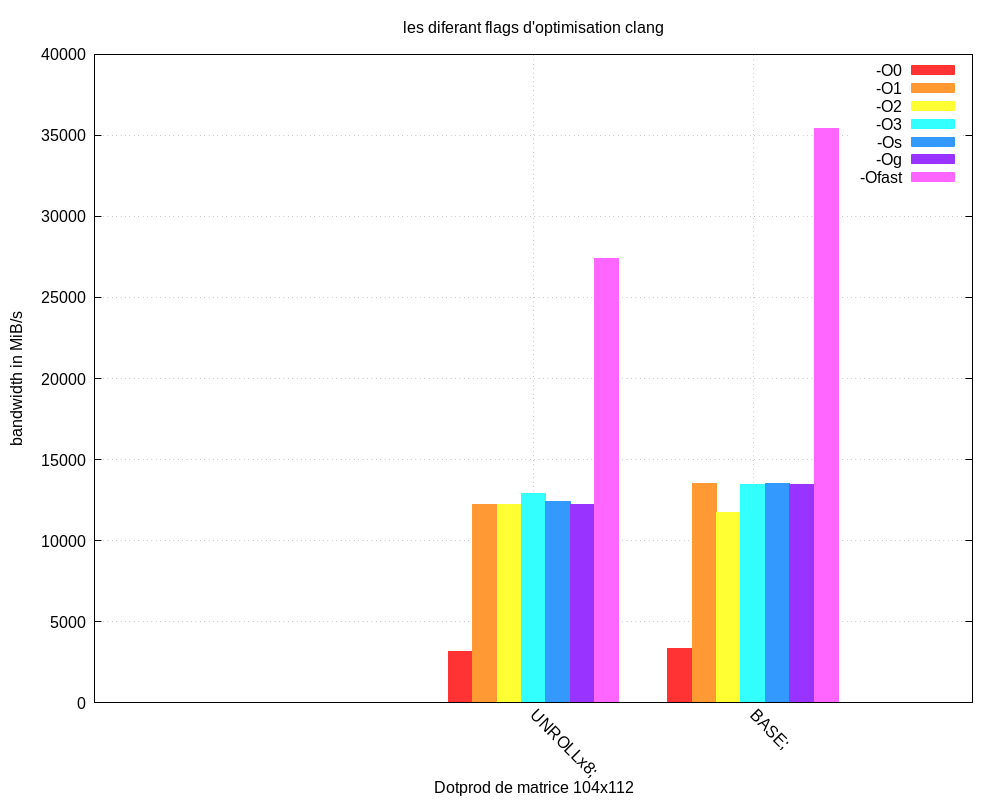 les diferant flags d'optimisation clang
40000
35000
30000
25000
20000
15000
10000
5000
0
bandwidth in MiB/s
-O0
-O1
-O2
-O3
-Os
-Og
-Ofast
UNROLLx8;
BASE;
Dotprod de matrice 104x112